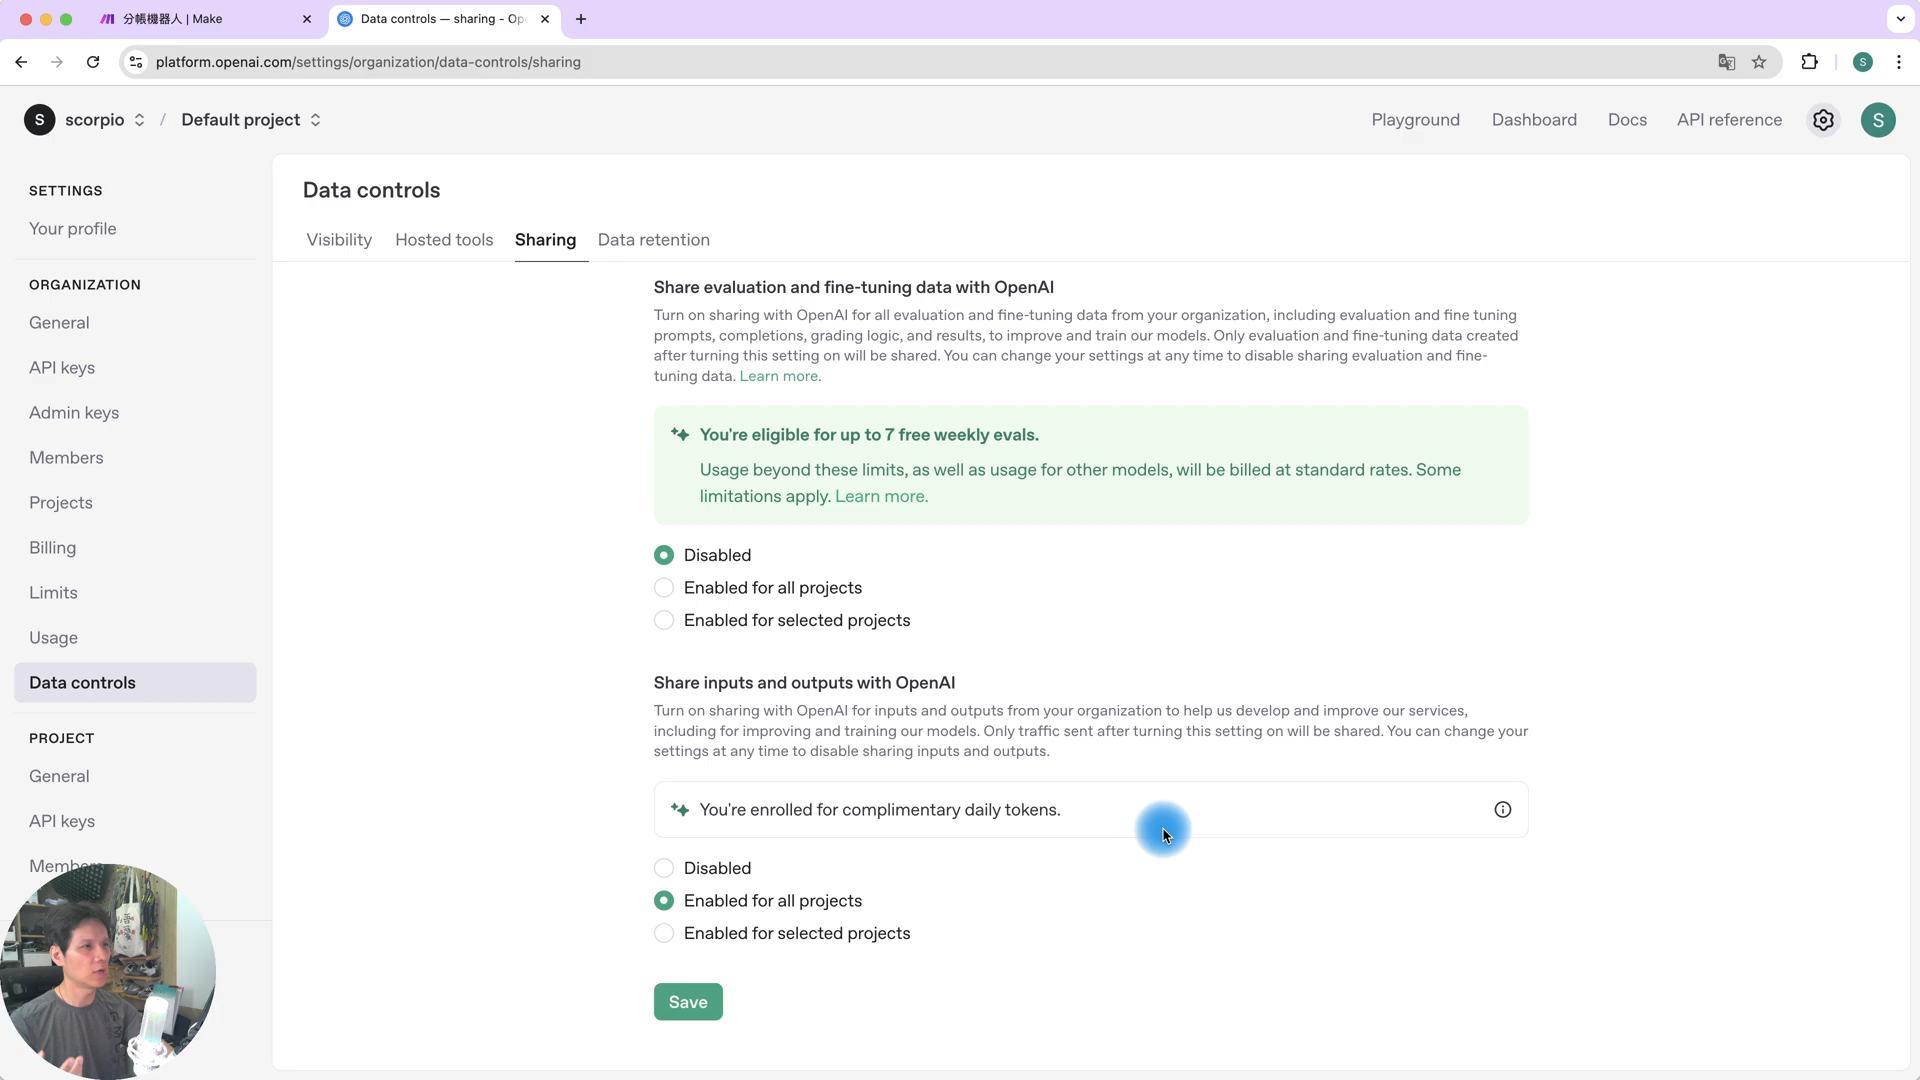 分帳機器人 | Make
Data controls — sharing - Op
platform.openai.com/settings/organization/data-controls/sharing
S
S scorpio / Default project
Playground
Dashboard
Docs
API reference
S
SETTINGS
Your profile
ORGANIZATION
General
API keys
Admin keys
Members
Projects
Billing
Limits
Usage
Data controls
PROJECT
General
API keys
Members
Data controls
Visibility
Hosted tools
Sharing
Data retention
Share evaluation and fine-tuning data with OpenAI
Turn on sharing with OpenAI for all evaluation and fine-tuning data from your organization, including evaluation and fine tuning
prompts, completions, grading logic, and results, to improve and train our models. Only evaluation and fine-tuning data created
after turning this setting on will be shared. You can change your settings at any time to disable sharing evaluation and fine-
tuning data. Learn more.
You're eligible for up to 7 free weekly evals.
Usage beyond these limits, as well as usage for other models, will be billed at standard rates. Some
limitations apply. Learn more.
Disabled
Enabled for all projects
Enabled for selected projects
Share inputs and outputs with OpenAI
Turn on sharing with OpenAI for inputs and outputs from your organization to help us develop and improve our services,
including for improving and training our models. Only traffic sent after turning this setting on will be shared. You can change your
settings at any time to disable sharing inputs and outputs.
You're enrolled for complimentary daily tokens.
Disabled
Enabled for all projects
Enabled for selected projects
Save